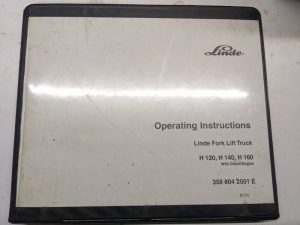 Linde
Operating Instructions
Linde Fork Lift Truck
H 120, H 140, H 160
With Diesel Engine
358 804 2501 E